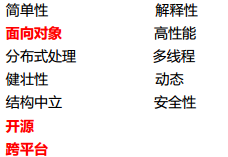 简单性 解释性
面向对象 高性能
分布式处理 多线程
健壮性 动态
结构中立 安全性
开源
跨平台